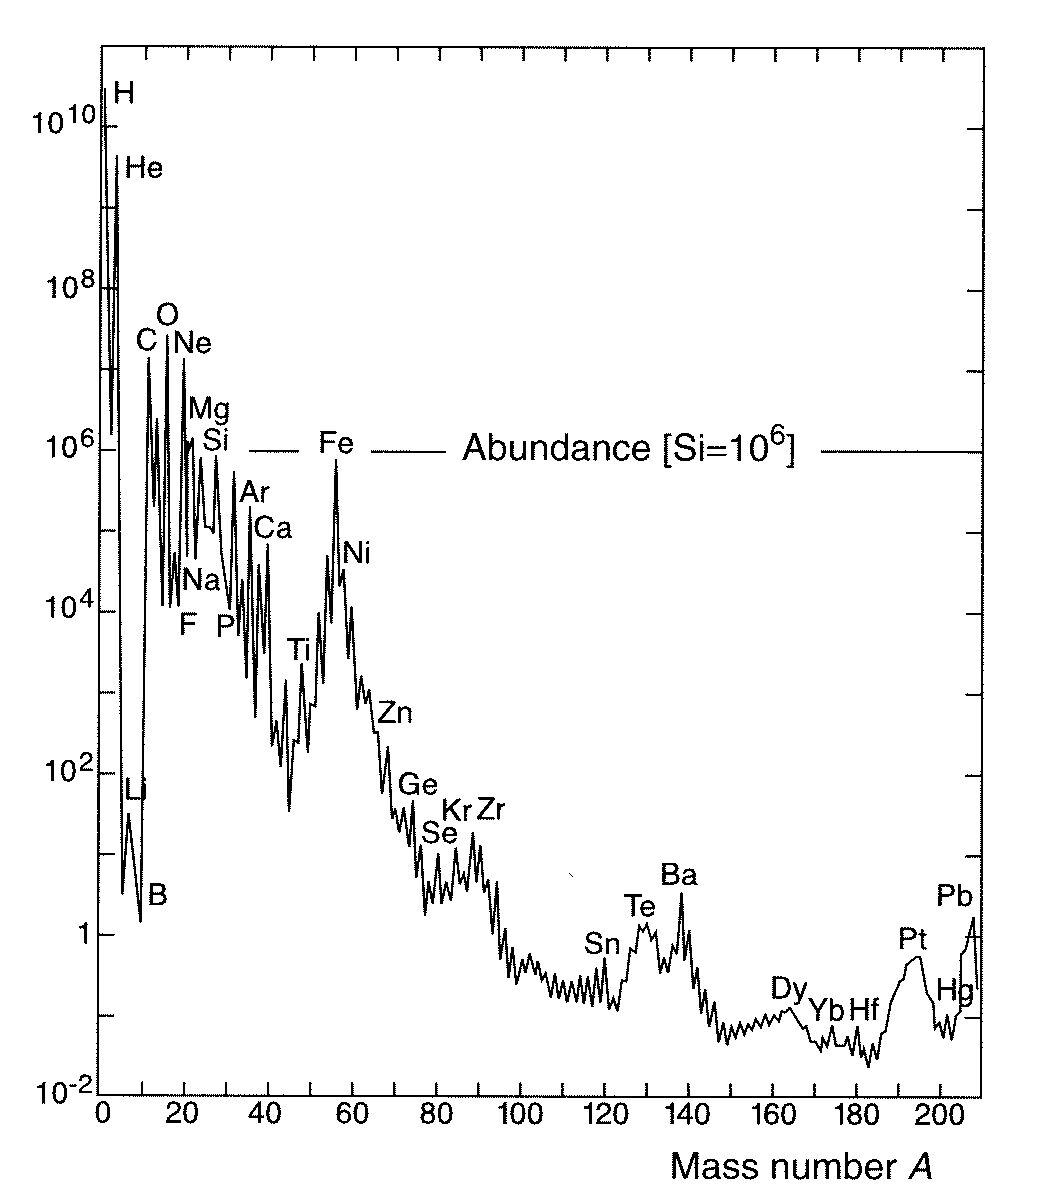 H
10^10
He
10^8
O
C
Ne
Mg
10^6
Si
Fe
Abundance [Si=10^6]
Ar
Ca
Ni
Na
10^4
F
P
Ti
Zn
10^2
Li
Ge
Kr
Zr
Se
Ba
B
Pb
Te
1
Sn
Pt
Dy
Hg
Yb
Hf
10^-2
0 20 40 60 80 100 120 140 160 180 200
Mass number A